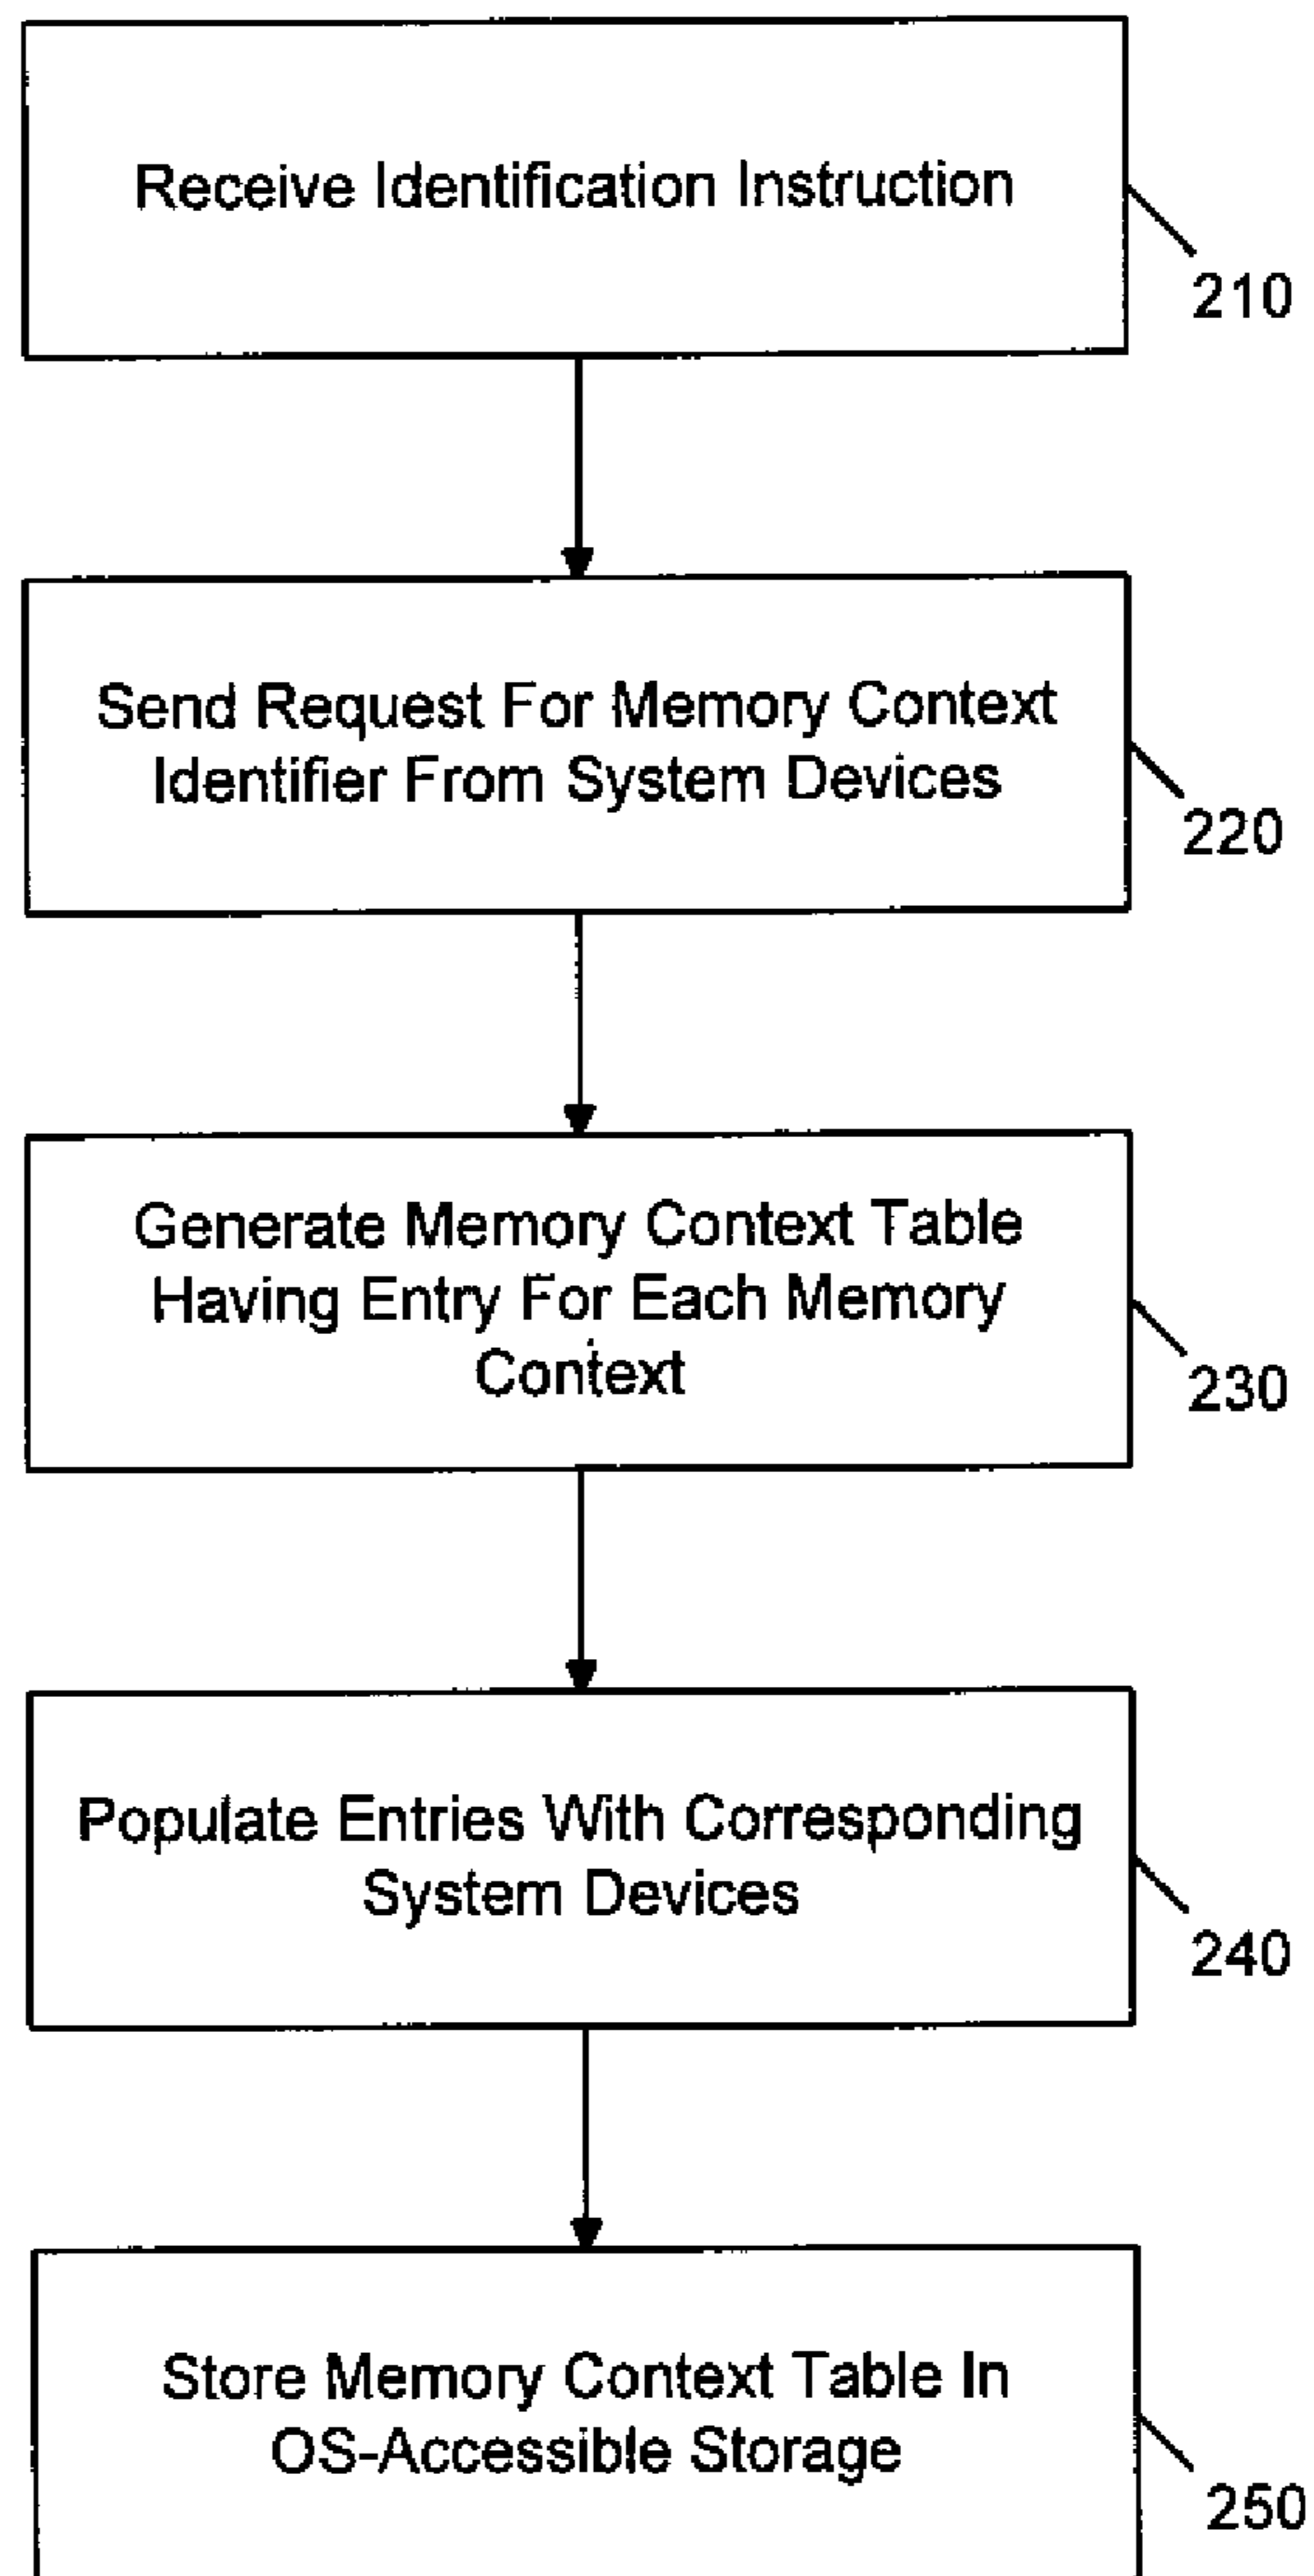 Receive Identification Instruction
210
Send Request For Memory Context
Identifier From System Devices
220
Generate Memory Context Table
Having Entry For Each Memory
Context
230
Populate Entries With Corresponding
System Devices
240
Store Memory Context Table In
OS-Accessible Storage
250